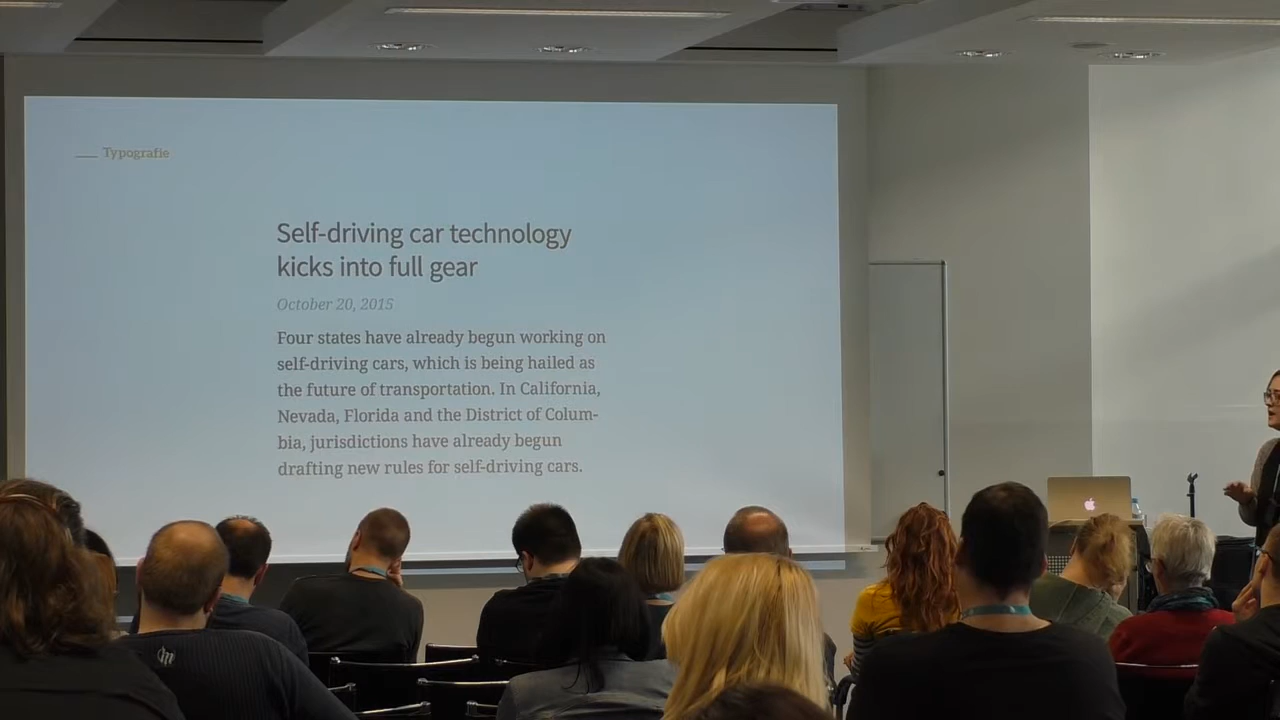 Typografie
Self-driving car technology
kicks into full gear
October 20, 2015
Four states have already begun working on
self-driving cars, which is being hailed as
the future of transportation. In California,
Nevada, Florida and the District of Colum-
bia, jurisdictions have already begun
drafting new rules for self-driving cars.